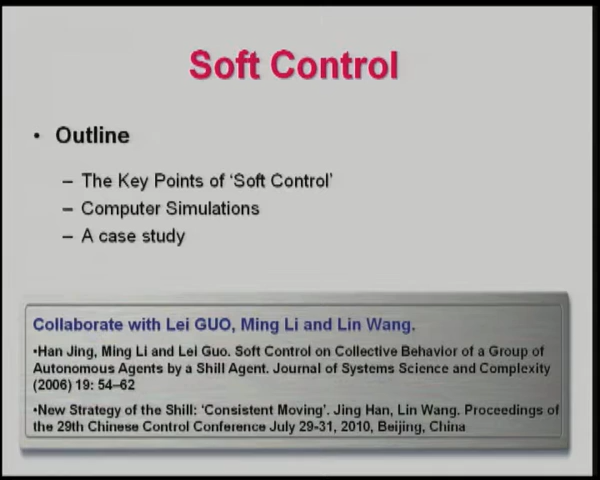 Soft Control
• Outline
– The Key Points of 'Soft Control'
– Computer Simulations
– A case study
Collaborate with Lei GUO, Ming Li and Lin Wang.
•Han Jing, Ming Li and Lei Guo. Soft Control on Collective Behavior of a Group of
Autonomous Agents by a Shill Agent. Journal of Systems Science and Complexity
(2006) 19: 54–62
•New Strategy of the Shill: 'Consistent Moving'. Jing Han, Lin Wang. Proceedings of
the 29th Chinese Control Conference July 29-31, 2010, Beijing, China